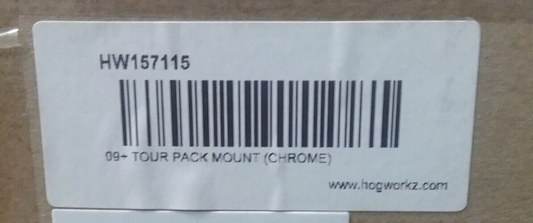 HW157115
09+ TOUR PACK MOUNT (CHROME)
www.hogworkz.com